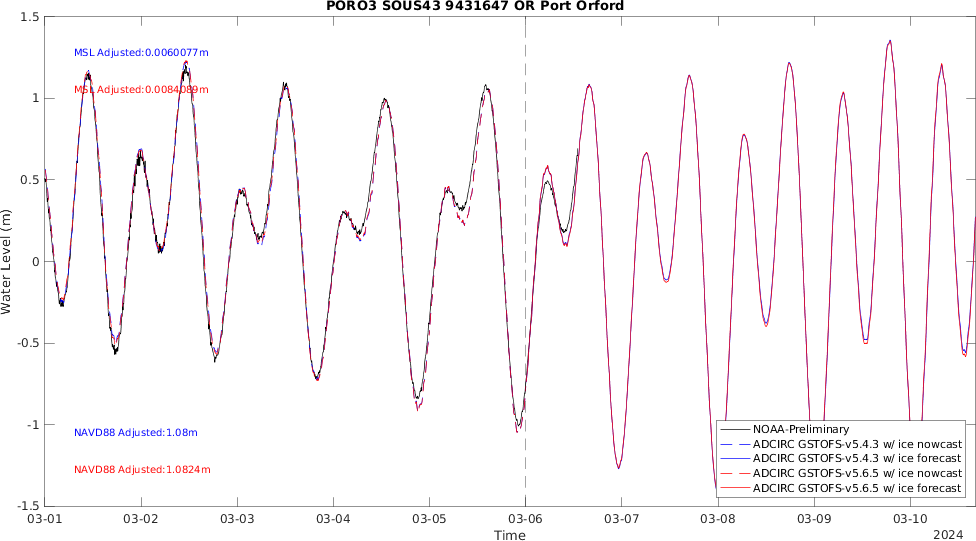 PORO3 SOUS43 9431647 OR Port Orford
1.5
MSL Adjusted:0.0060077m
MSL Adjusted:0.0084089m
1
0.5
0
-0.5
-1
-1.5
Water Level (m)
NAVD88 Adjusted:1.08m
NAVD88 Adjusted:1.0824m
NOAA-Preliminary
ADCIRC GSTOFS-v5.4.3 w/ ice nowcast
ADCIRC GSTOFS-v5.4.3 w/ ice forecast
ADCIRC GSTOFS-v5.6.5 w/ ice nowcast
ADCIRC GSTOFS-v5.6.5 w/ ice forecast
03-01 03-02 03-03 03-04 03-05 03-06 03-07 03-08 03-09 03-10
Time
2024